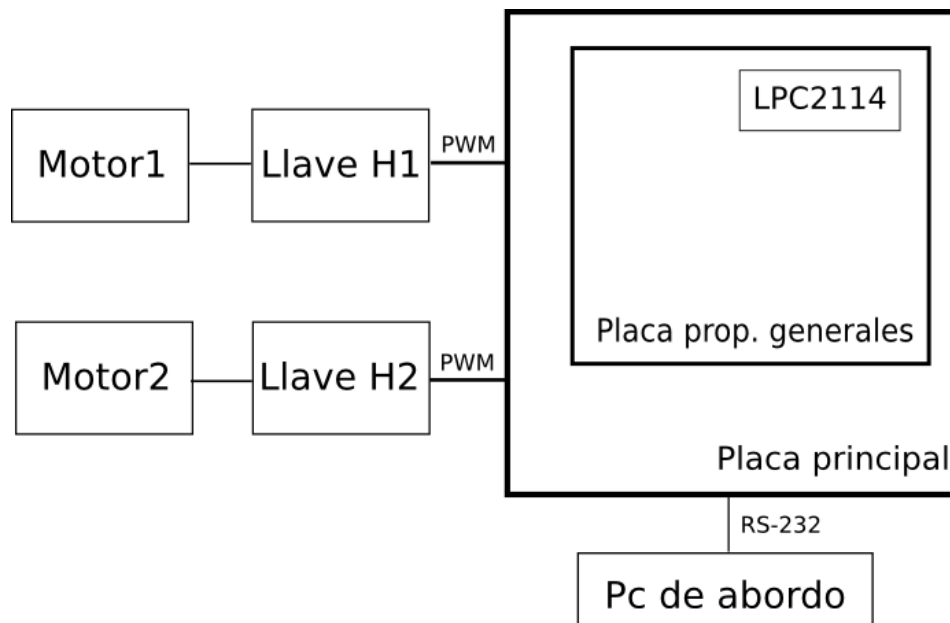 LPC2114
PWM
Motor1
Llave H1
Placa prop. generales
PWM
Motor2
Llave H2
Placa principal
RS-232
Pc de abordo